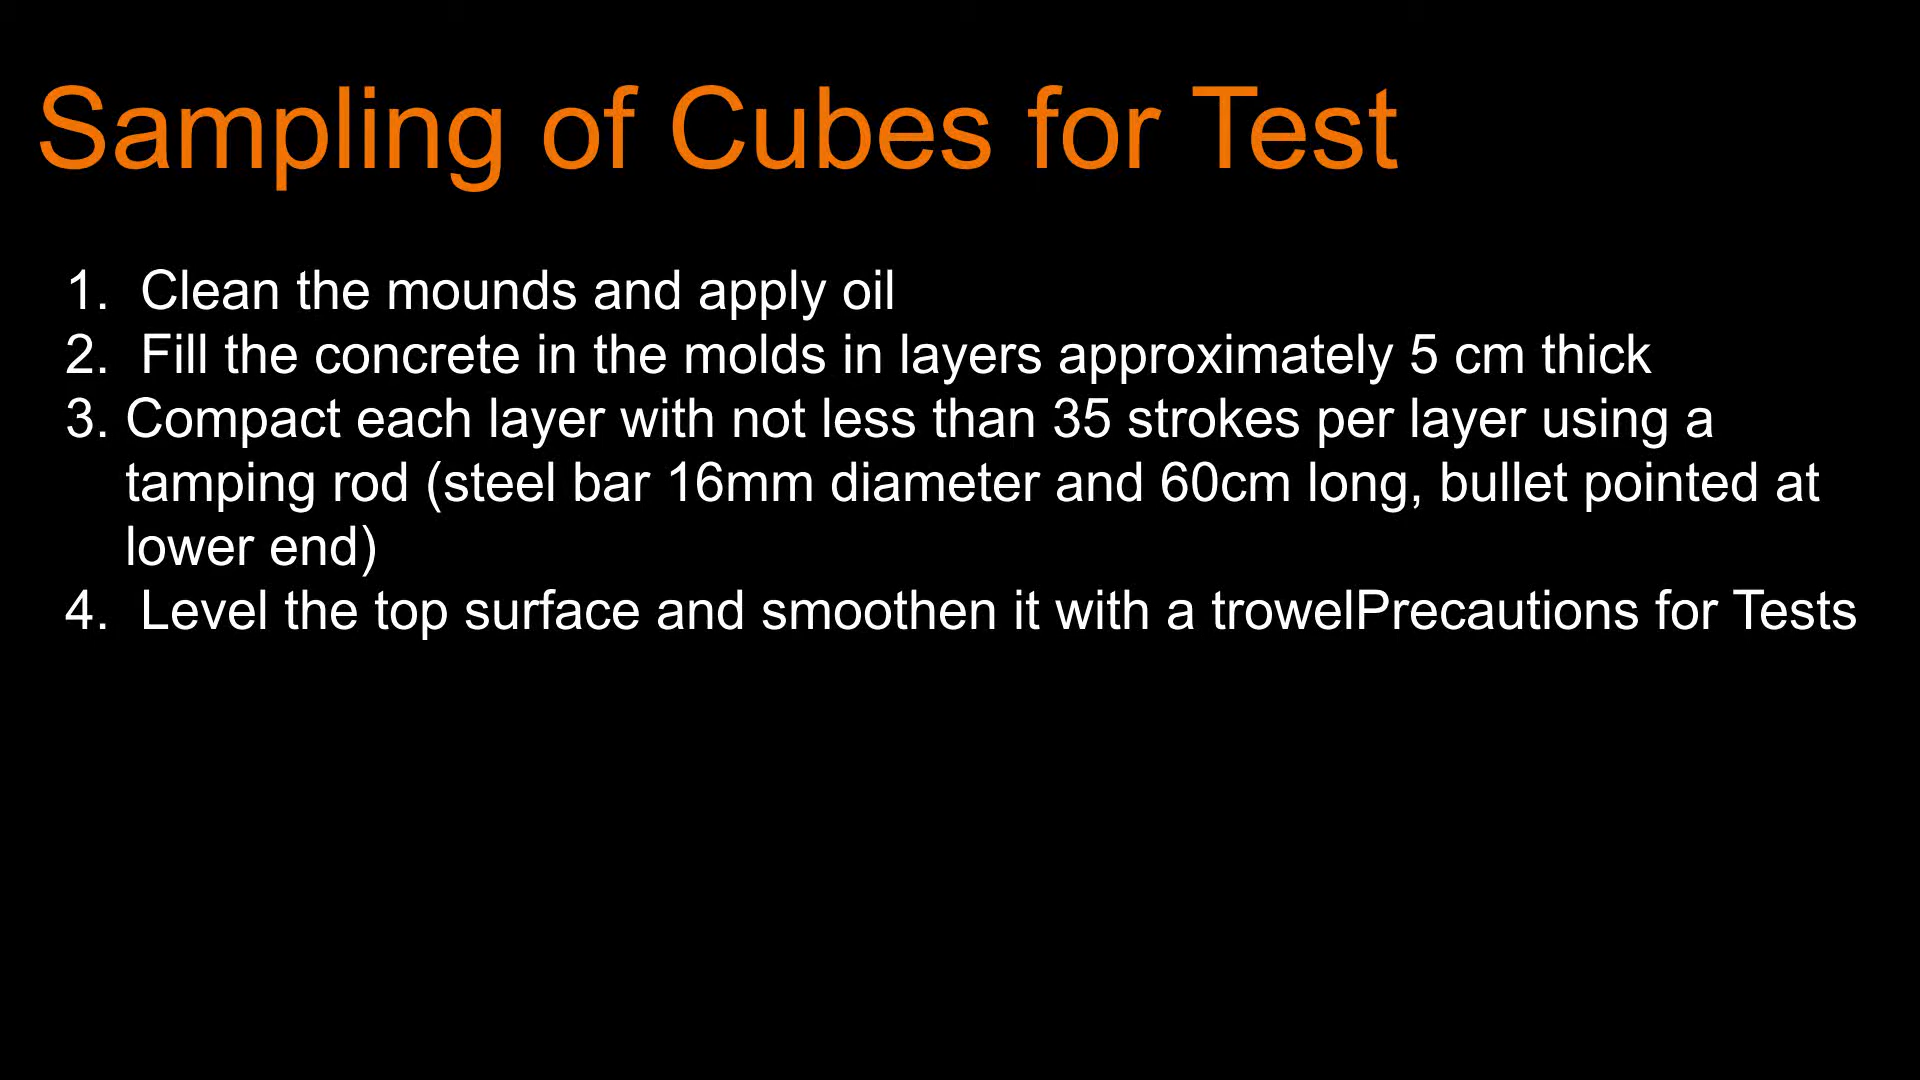 Sampling of Cubes for Test
1. Clean the mounds and apply oil
2. Fill the concrete in the molds in layers approximately 5 cm thick
3. Compact each layer with not less than 35 strokes per layer using a
tamping rod (steel bar 16mm diameter and 60cm long, bullet pointed at
lower end)
4. Level the top surface and smoothen it with a trowelPrecautions for Tests